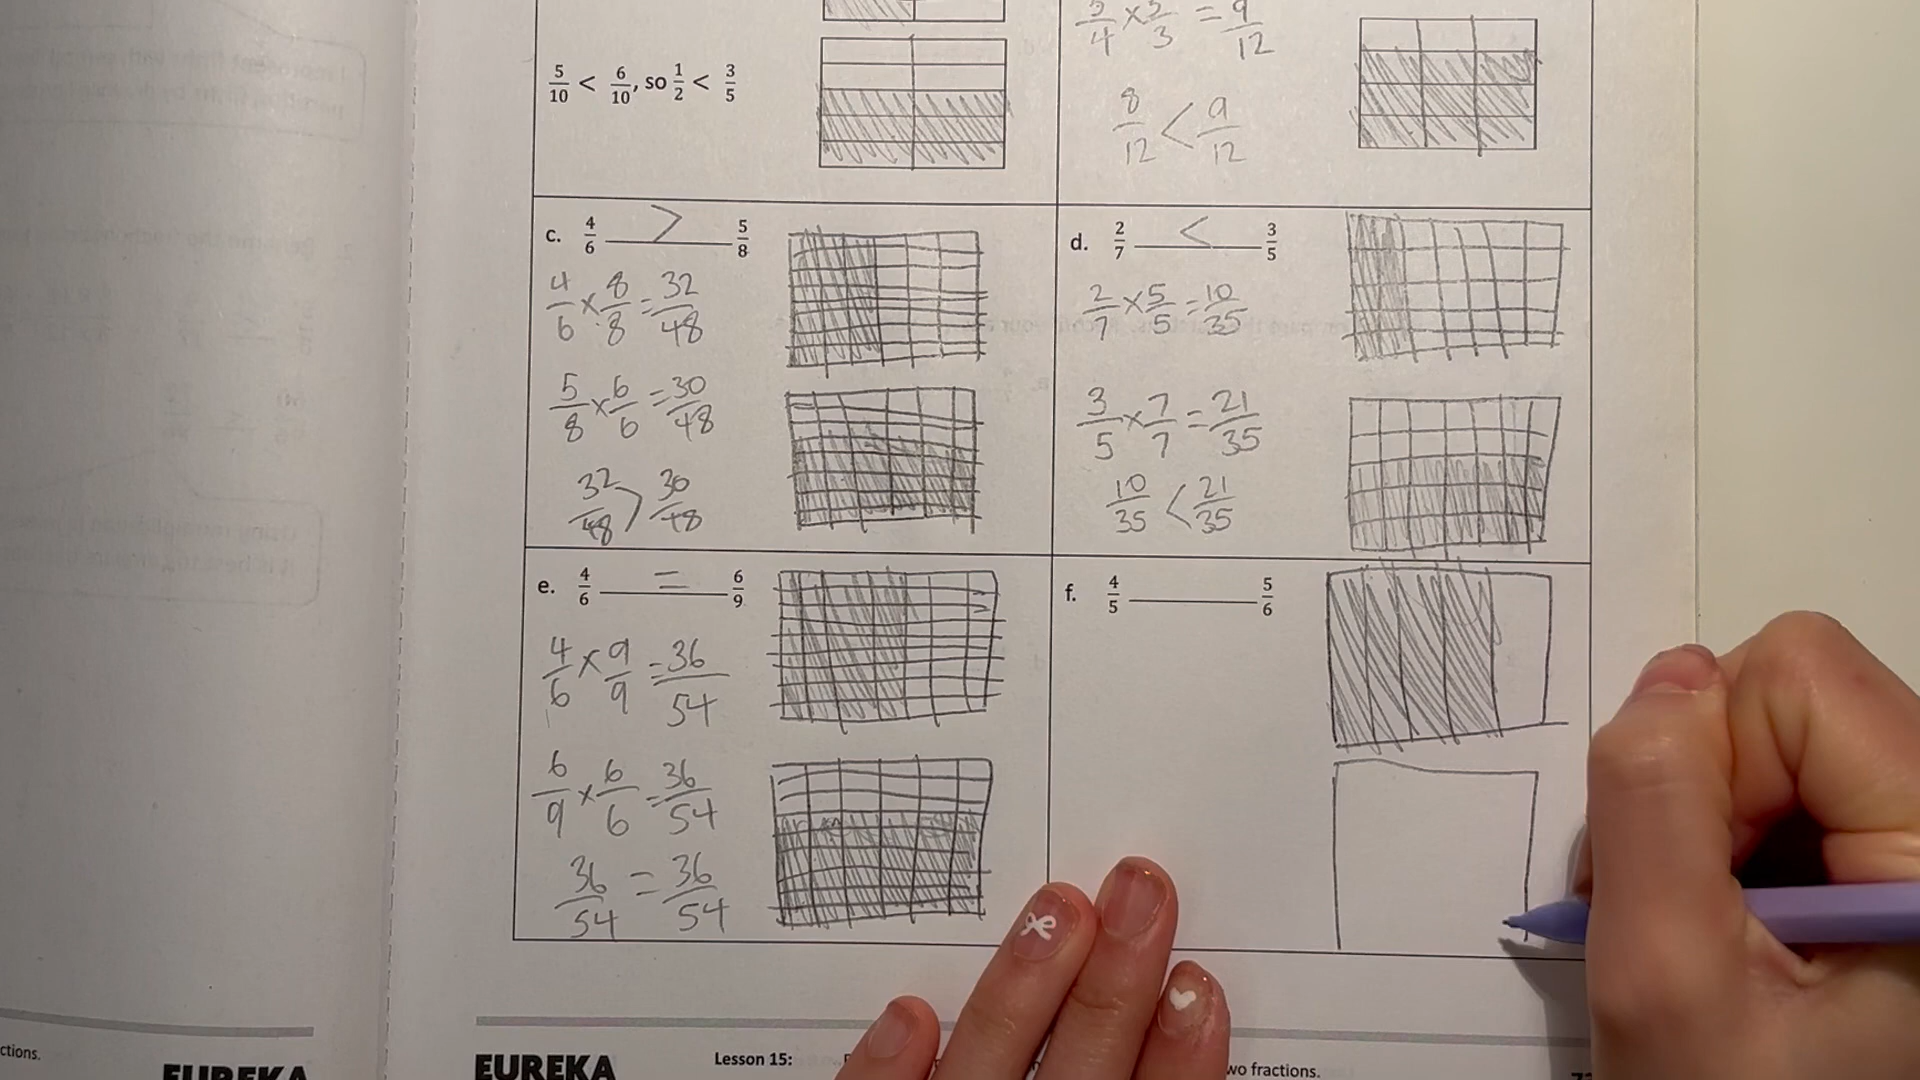 5/10 < 6/10, so 1/2 < 3/5
3/4 × 3/3 = 9/12
8/12 < 9/12
c. 4/6 > 5/8
4/6 × 8/8 = 32/48
5/8 × 6/6 = 30/48
32/48 > 30/48
d. 2/7 < 3/5
2/7 × 5/5 = 10/35
3/5 × 7/7 = 21/35
10/35 < 21/35
e. 4/6 = 6/9
4/6 × 9/9 = 36/54
6/9 × 6/6 = 36/54
36/54 = 36/54
f. 4/5 ______ 5/6
ctions.
EUREKA
EUREKA
Lesson 15:
wo fractions.